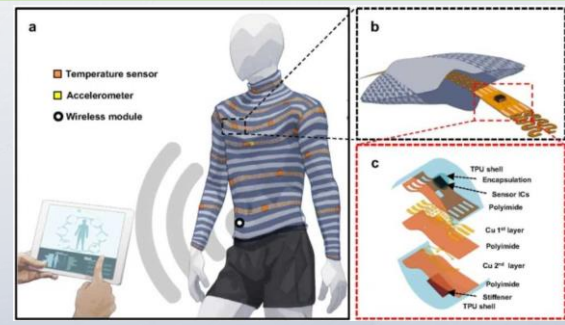 a
Temperature sensor
Accelerometer
Wireless module
b
c
TPU shell
Encapsulation
Sensor ICs
Polyimide
Cu 1st layer
Polyimide
Cu 2nd layer
Polyimide
Stiffener
TPU shell